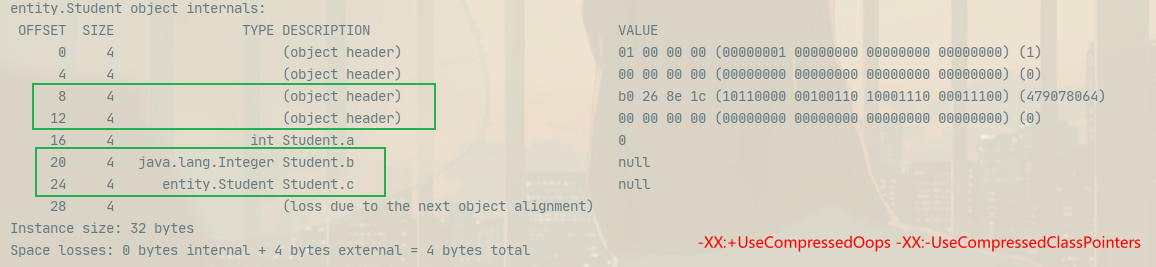 entity.Student object internals:
OFFSET  SIZE                TYPE DESCRIPTION                               VALUE
0     4                     (object header)                           01 00 00 00 (00000001 00000000 00000000 00000000) (1)
4     4                     (object header)                           00 00 00 00 (00000000 00000000 00000000 00000000) (0)
8     4                     (object header)                           b0 26 8e 1c (10110000 00100110 10001110 00011100) (479078064)
12     4                     (object header)                           00 00 00 00 (00000000 00000000 00000000 00000000) (0)
16     4                 int Student.a                                 0
20     4   java.lang.Integer Student.b                                 null
24     4      entity.Student Student.c                                 null
28     4                     (loss due to the next object alignment)
Instance size: 32 bytes
Space losses: 0 bytes internal + 4 bytes external = 4 bytes total
-XX:+UseCompressedOops -XX:-UseCompressedClassPointers